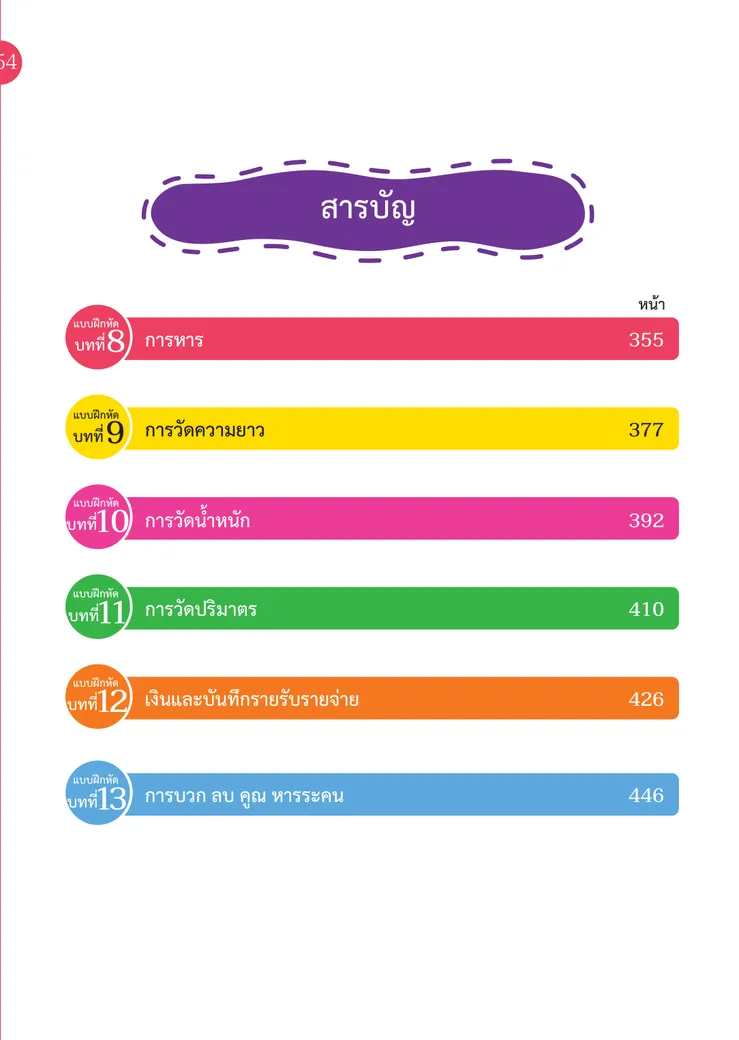 54
สารบัญ
หน้า
แบบฝึกหัด
บทที่ 8 การหาร 355
แบบฝึกหัด
บทที่ 9 การวัดความยาว 377
แบบฝึกหัด
บทที่ 10 การวัดน้ำหนัก 392
แบบฝึกหัด
บทที่ 11 การวัดปริมาตร 410
แบบฝึกหัด
บทที่ 12 เงินและบันทึกรายรับรายจ่าย 426
แบบฝึกหัด
บทที่ 13 การบวก ลบ คูณ หารระคน 446